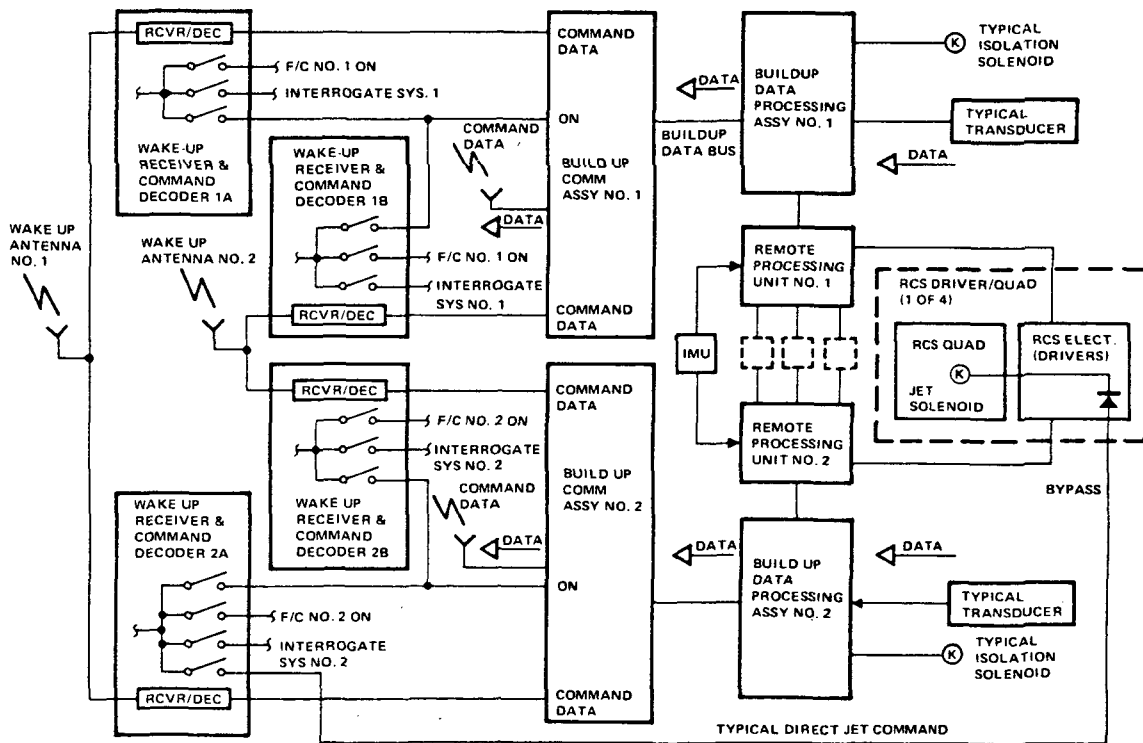 RCVR/DEC
F/C NO. 1 ON
INTERROGATE SYS. 1
WAKE-UP
RECEIVER &
COMMAND
DECODER 1A
WAKE UP
ANTENNA
NO. 1
WAKE UP
ANTENNA NO. 2
WAKE-UP
RECEIVER &
COMMAND
DECODER 1B
F/C NO. 1 ON
INTERROGATE
SYS NO. 1
RCVR/DEC
COMMAND
DATA
DATA
COMMAND
DATA
ON
BUILD UP
COMM
ASSY NO. 1
COMMAND
DATA
DATA
BUILDUP
DATA BUS
BUILDUP
DATA
PROCESSING
ASSY NO. 1
K
TYPICAL
ISOLATION
SOLENOID
TYPICAL
TRANSDUCER
DATA
REMOTE
PROCESSING
UNIT NO. 1
IMU
REMOTE
PROCESSING
UNIT NO. 2
RCS DRIVER/QUAD
(1 OF 4)
RCS QUAD
K
JET
SOLENOID
RCS ELECT.
(DRIVERS)
BYPASS
RCVR/DEC
F/C NO. 2 ON
INTERROGATE
SYS NO. 2
WAKE UP
RECEIVER &
COMMAND
DECODER 2B
COMMAND
DATA
DATA
COMMAND
DATA
BUILD UP
COMM
ASSY NO. 2
ON
COMMAND
DATA
WAKE UP
RECEIVER &
COMMAND
DECODER 2A
F/C NO. 2 ON
INTERROGATE
SYS NO. 2
RCVR/DEC
DATA
BUILD UP
DATA
PROCESSING
ASSY NO. 2
DATA
TYPICAL
TRANSDUCER
K
TYPICAL
ISOLATION
SOLENOID
TYPICAL DIRECT JET COMMAND